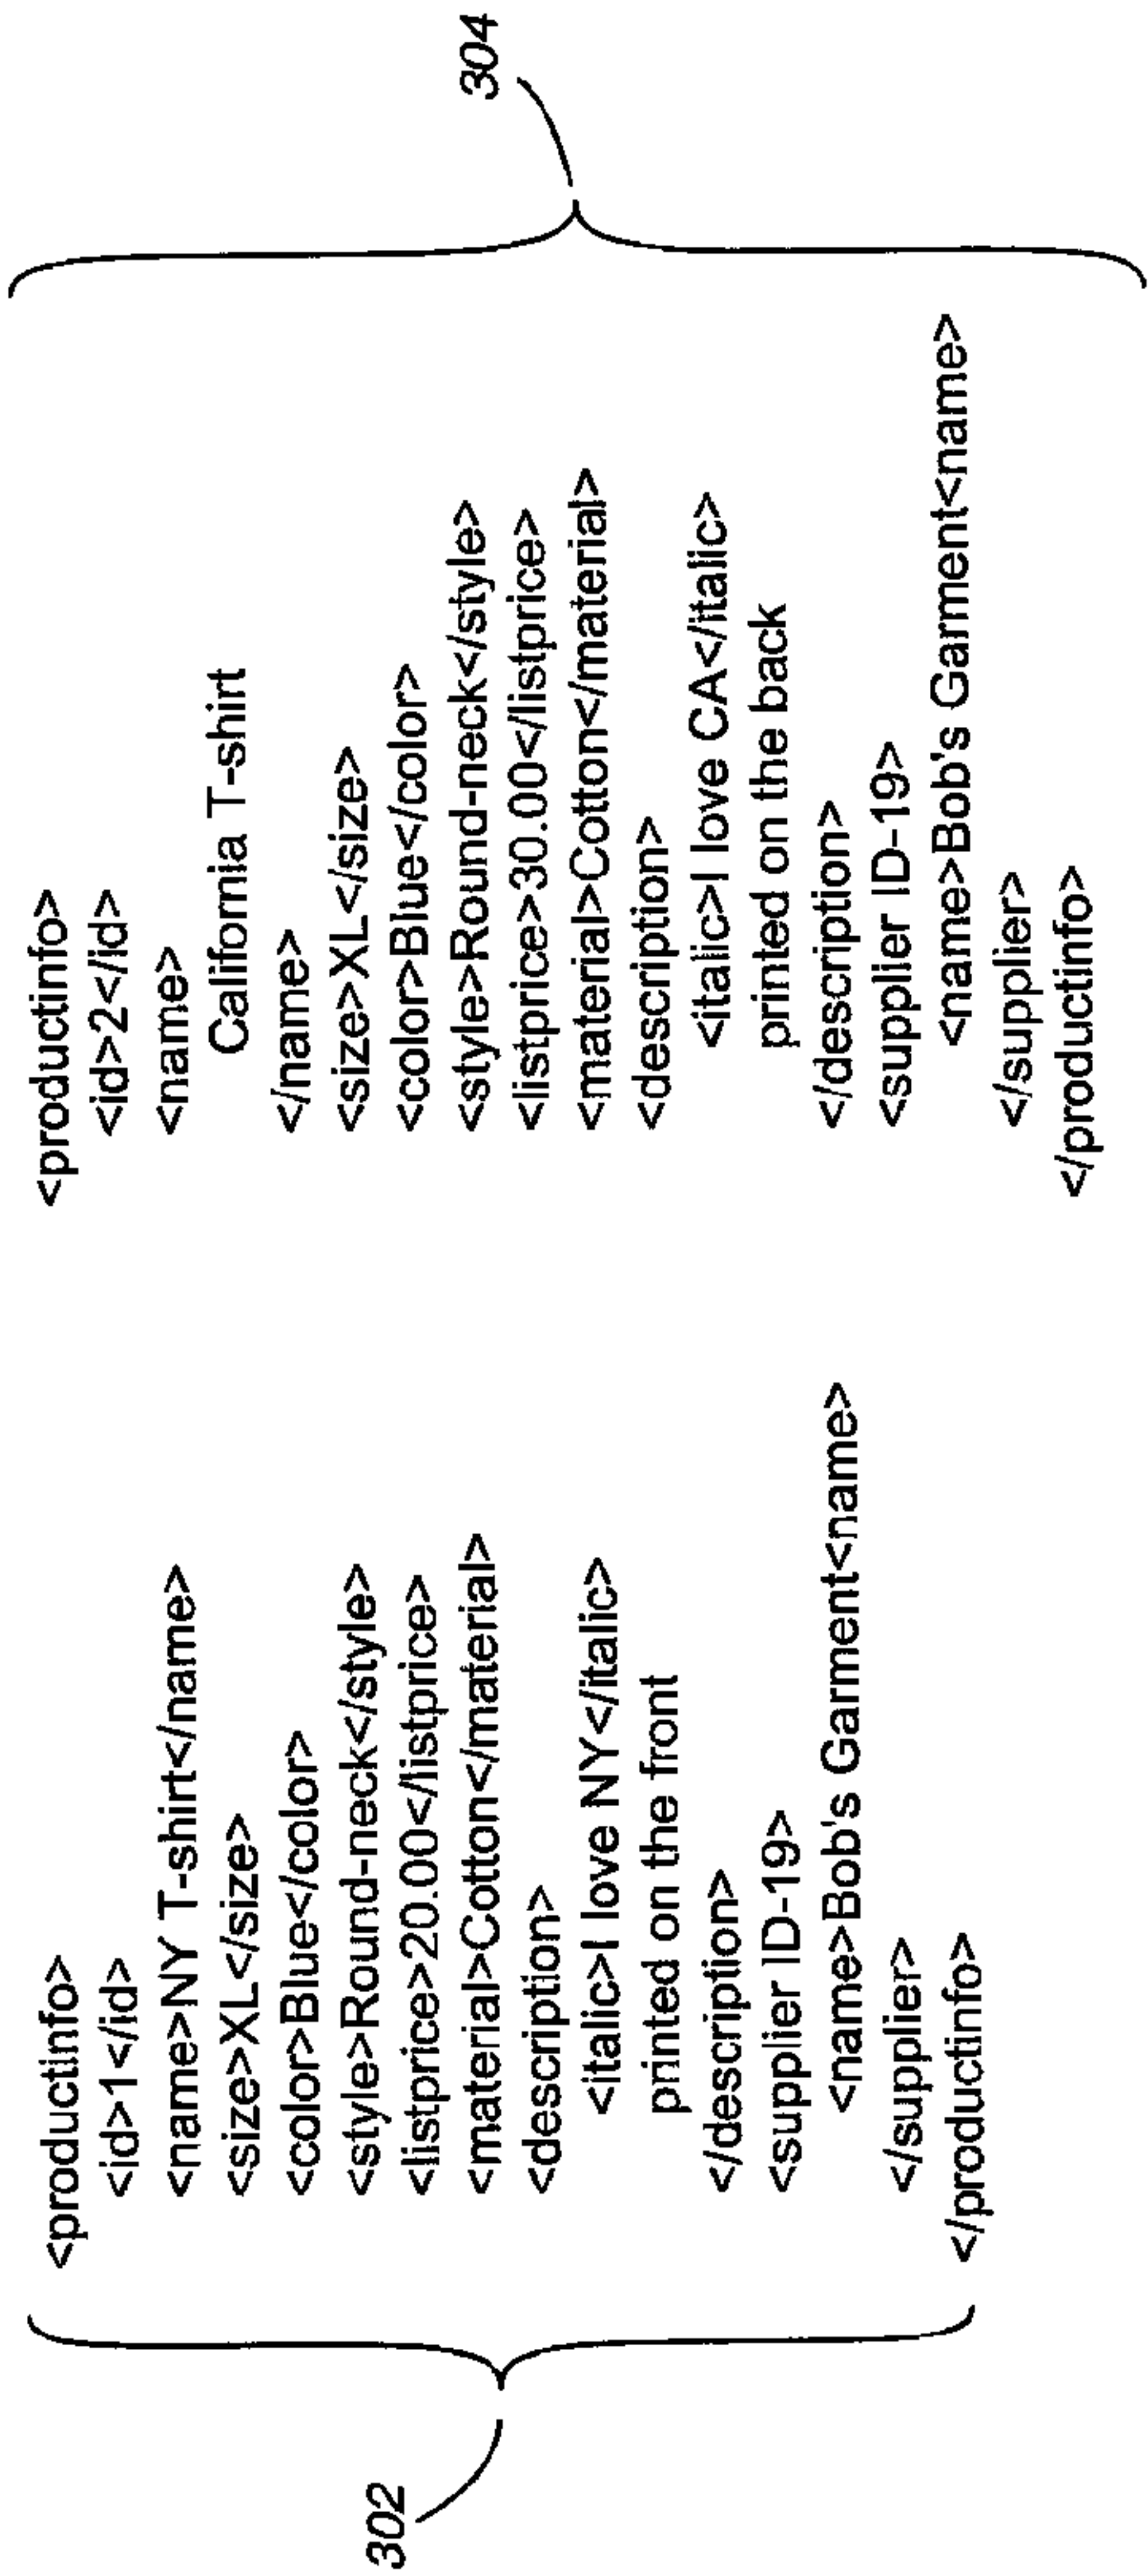 302
<productinfo>
<id>1</id>
<name>NY T-shirt</name>
<size>XL</size>
<color>Blue</color>
<style>Round-neck</style>
<listprice>20.00</listprice>
<material>Cotton</material>
<description>
<italic>I love NY</italic>
printed on the front
</description>
<supplier ID-19>
<name>Bob's Garment<name>
</supplier>
</productinfo>
<productinfo>
<id>2</id>
<name>
California T-shirt
</name>
<size>XL</size>
<color>Blue</color>
<style>Round-neck</style>
<listprice>30.00</listprice>
<material>Cotton</material>
<description>
<italic>I love CA</italic>
printed on the back
</description>
<supplier ID-19>
<name>Bob's Garment<name>
</supplier>
</productinfo>
304